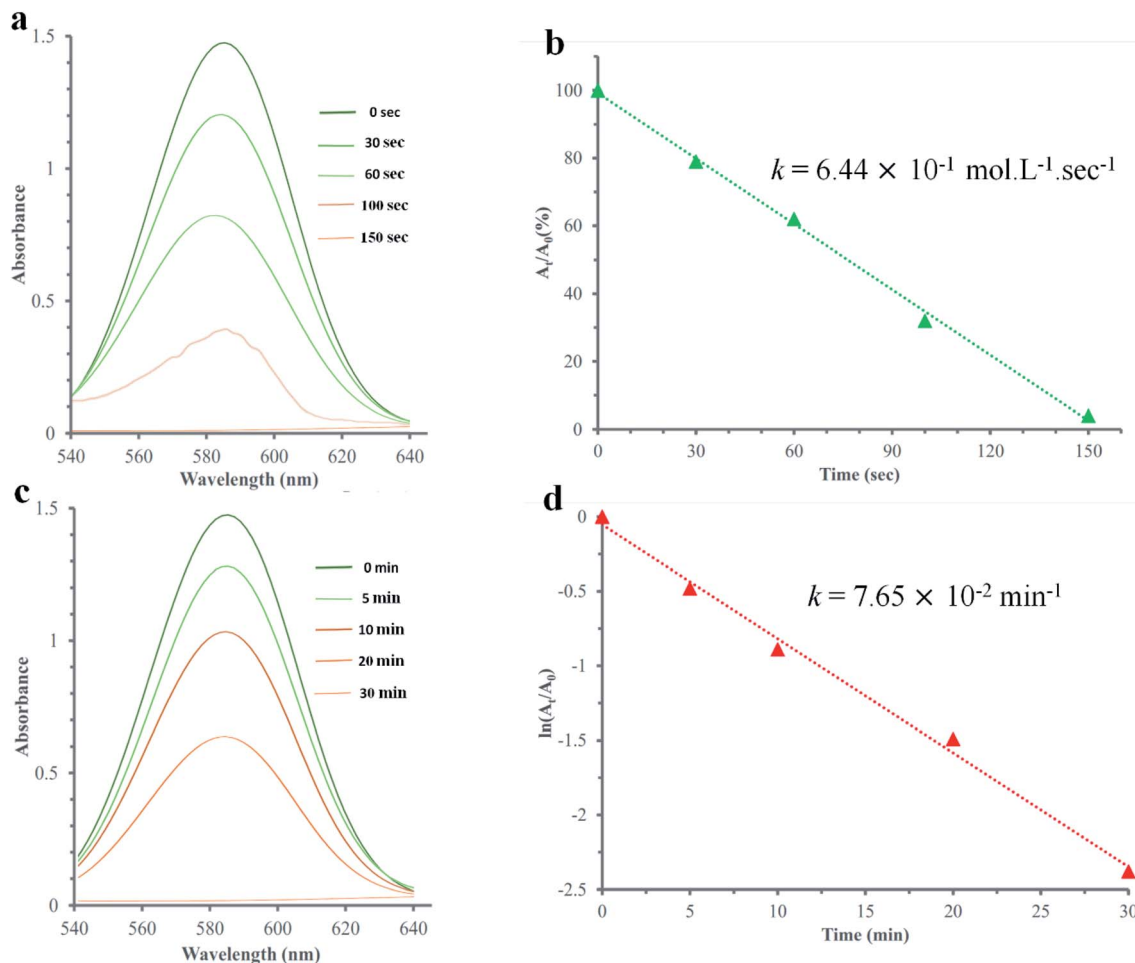 a
1.5
1
0.5
0
Absorbance
540 560 580 600 620 640
Wavelength (nm)
0 sec
30 sec
60 sec
100 sec
150 sec
b
100
80
60
40
20
0
A_t/A_0(%)
k = 6.44 × 10⁻¹ mol.L⁻¹.sec⁻¹
0 30 60 90 120 150
Time (sec)
c
1.5
1
0.5
0
Absorbance
540 560 580 600 620 640
Wavelength (nm)
0 min
5 min
10 min
20 min
30 min
d
0
-0.5
-1
-1.5
-2
-2.5
ln(A_t/A_0)
k = 7.65 × 10⁻² min⁻¹
0 5 10 15 20 25 30
Time (min)